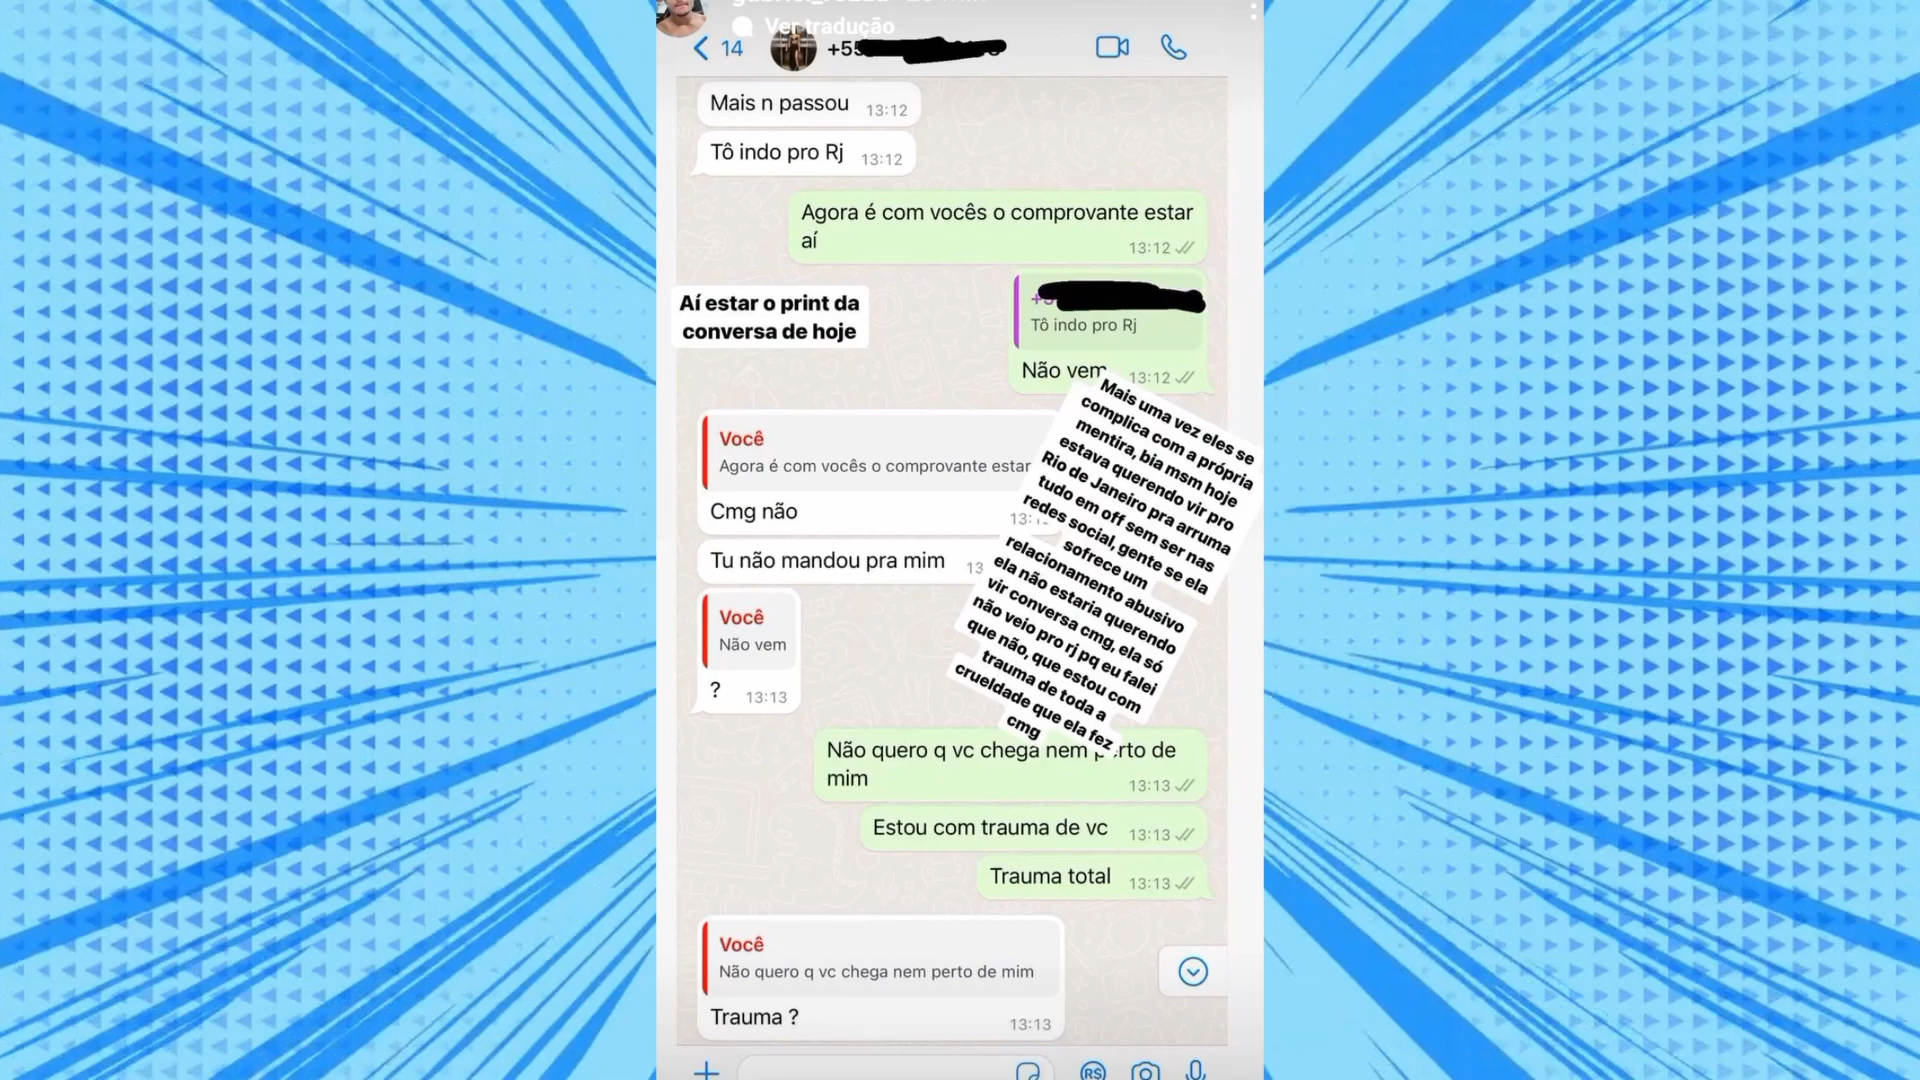 Ver tradução
14
+55
Mais n passou 13:12
Tô indo pro Rj 13:12
Agora é com vocês o comprovante estar
aí 13:12
Aí estar o print da
conversa de hoje
Tô indo pro Rj
Não vem 13:12
Mais uma vez eles se
complica com a própria
mentira, bia msm hoje
estava querendo vir pro
Rio de Janeiro pra arruma
tudo em off sem ser nas
redes social, gente se ela
sofrece um
relacionamento abusivo
ela não estaria querendo
vir conversa cmg, ela só
não veio pro rj pq eu falei
que não, que estou com
trauma de toda a
crueldade que ela fez
cmg
Você
Agora é com vocês o comprovante estar
Cmg não
Tu não mandou pra mim 13
Você
Não vem
? 13:13
Não quero q vc chega nem perto de
mim 13:13
Estou com trauma de vc 13:13
Trauma total 13:13
Você
Não quero q vc chega nem perto de mim
Trauma ? 13:13
R$